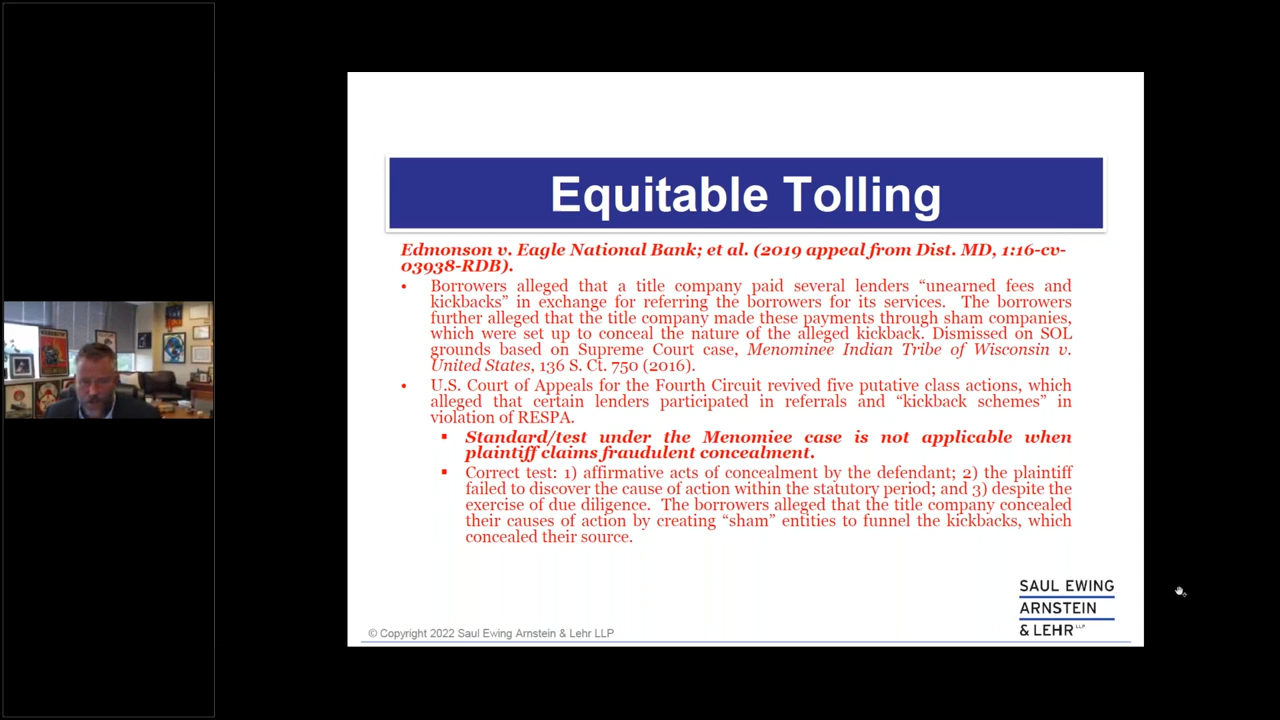 Equitable Tolling
Edmonson v. Eagle National Bank; et al. (2019 appeal from Dist. MD, 1:16-cv-
03938-RDB).
• Borrowers alleged that a title company paid several lenders “unearned fees and
kickbacks” in exchange for referring the borrowers for its services. The borrowers
further alleged that the title company made these payments through sham companies,
which were set up to conceal the nature of the alleged kickback. Dismissed on SOL
grounds based on Supreme Court case, Menominee Indian Tribe of Wisconsin v.
United States, 136 S. Ct. 750 (2016).
• U.S. Court of Appeals for the Fourth Circuit revived five putative class actions, which
alleged that certain lenders participated in referrals and “kickback schemes” in
violation of RESPA.
▪ Standard/test under the Menomiee case is not applicable when
plaintiff claims fraudulent concealment.
▪ Correct test: 1) affirmative acts of concealment by the defendant; 2) the plaintiff
failed to discover the cause of action within the statutory period; and 3) despite the
exercise of due diligence. The borrowers alleged that the title company concealed
their causes of action by creating “sham” entities to funnel the kickbacks, which
concealed their source.
SAUL EWING
ARNSTEIN
& LEHR LLP
© Copyright 2022 Saul Ewing Arnstein & Lehr LLP